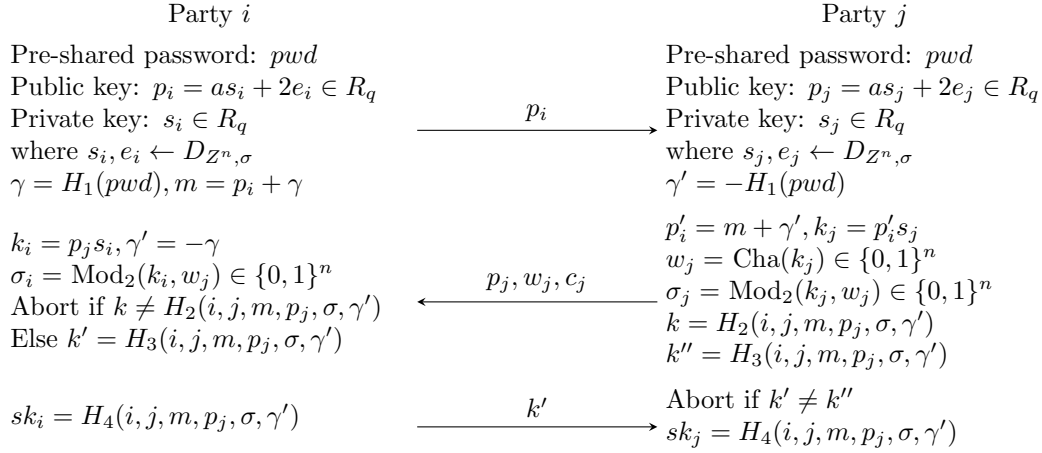 Party i
Pre-shared password: pwd
Public key: p_i = as_i + 2e_i ∈ R_q
Private key: s_i ∈ R_q
where s_i, e_i ← D_{Z^n,σ}
γ = H_1(pwd), m = p_i + γ
p_i
Party j
Pre-shared password: pwd
Public key: p_j = as_j + 2e_j ∈ R_q
Private key: s_j ∈ R_q
where s_j, e_j ← D_{Z^n,σ}
γ′ = −H_1(pwd)
p′_i = m + γ′, k_j = p′_i s_j
w_j = Cha(k_j) ∈ {0, 1}^n
σ_j = Mod_2(k_j, w_j) ∈ {0, 1}^n
k = H_2(i, j, m, p_j, σ, γ′)
k′′ = H_3(i, j, m, p_j, σ, γ′)
p_j, w_j, c_j
k_i = p_j s_i, γ′ = −γ
σ_i = Mod_2(k_i, w_j) ∈ {0, 1}^n
Abort if k ≠ H_2(i, j, m, p_j, σ, γ′)
Else k′ = H_3(i, j, m, p_j, σ, γ′)
sk_i = H_4(i, j, m, p_j, σ, γ′)
k′
Abort if k′ ≠ k′′
sk_j = H_4(i, j, m, p_j, σ, γ′)